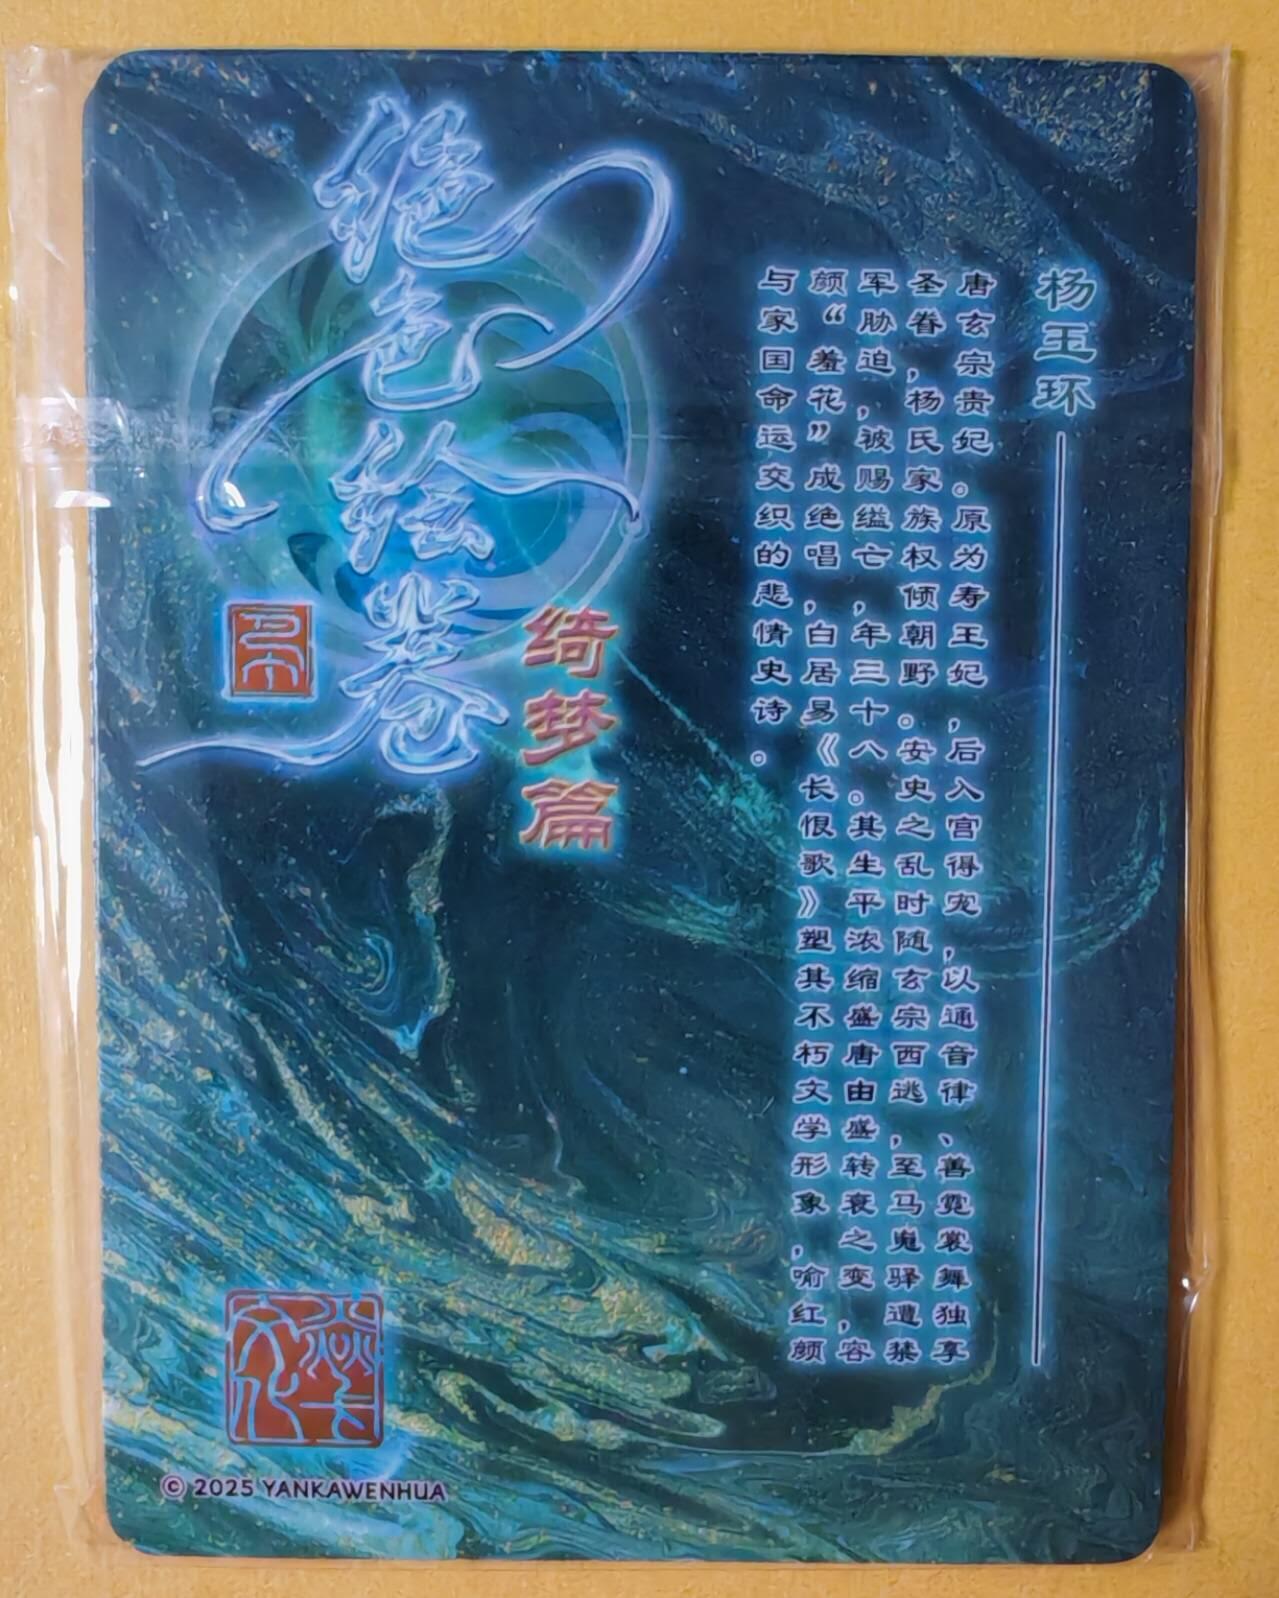 杨玉环
唐玄宗贵妃。原为寿王妃，后入宫得宠，以通音律、善霓裳舞独享
圣眷，杨氏家族权倾朝野。安史之乱时随玄宗西逃，至马嵬驿遭禁
军胁迫，被赐缢亡，年三十八。其生平浓缩盛唐由盛转衰之变，容
颜“羞花”成绝唱，白居易《长恨歌》塑其不朽文学形象，喻红颜
与家国命运交织的悲情史诗。
绝色绘卷
绮梦篇
© 2025 YANKAWENHUA